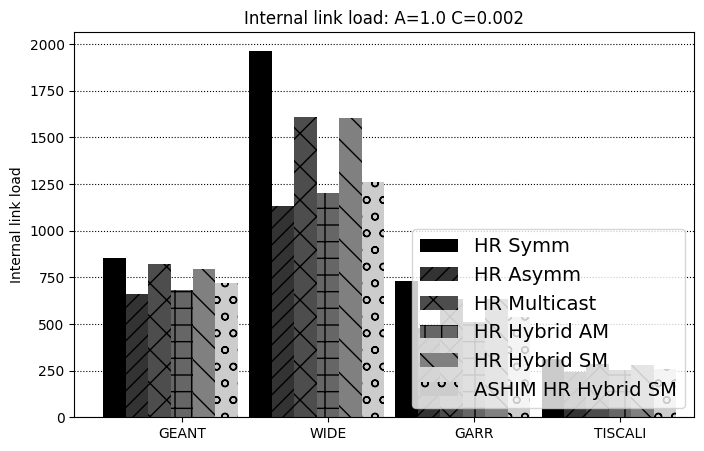 Internal link load: A=1.0 C=0.002
Internal link load
2000
1750
1500
1250
1000
750
500
250
0
HR Symm
HR Asymm
HR Multicast
HR Hybrid AM
HR Hybrid SM
ASHIM HR Hybrid SM
GEANT
WIDE
GARR
TISCALI